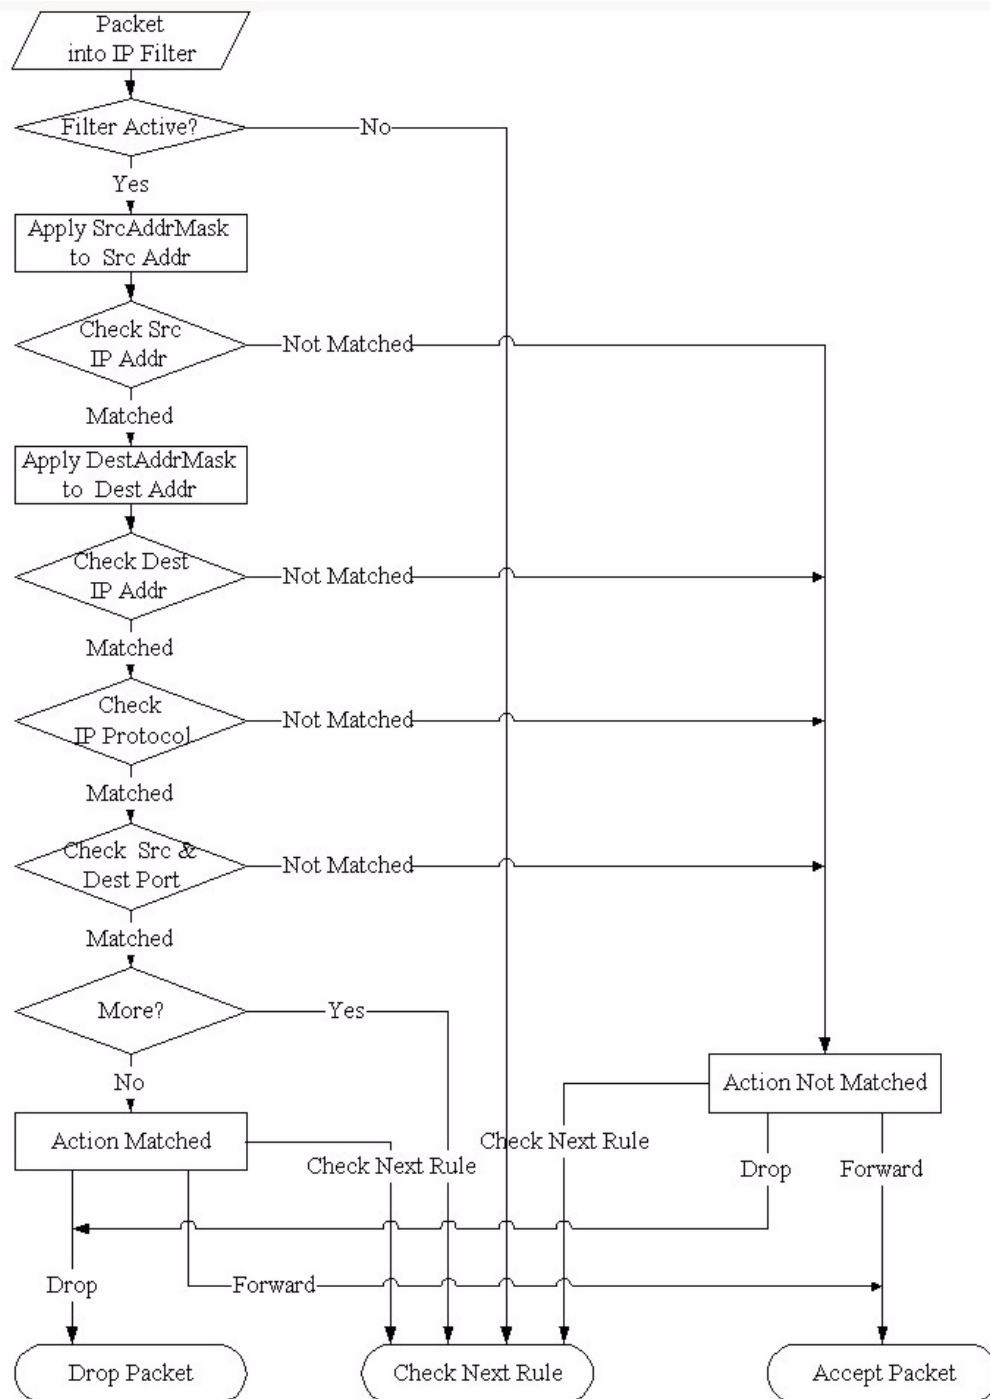 Packet
into IP Filter
Filter Active?
No
Yes
Apply SrcAddrMask
to Src Addr
Check Src
IP Addr
Not Matched
Matched
Apply DestAddrMask
to Dest Addr
Check Dest
IP Addr
Not Matched
Matched
Check
IP Protocol
Not Matched
Matched
Check Src &
Dest Port
Not Matched
Matched
More?
Yes
No
Action Not Matched
Action Matched
Check Next Rule
Check Next Rule
Drop
Forward
Drop
Forward
Drop Packet
Check Next Rule
Accept Packet